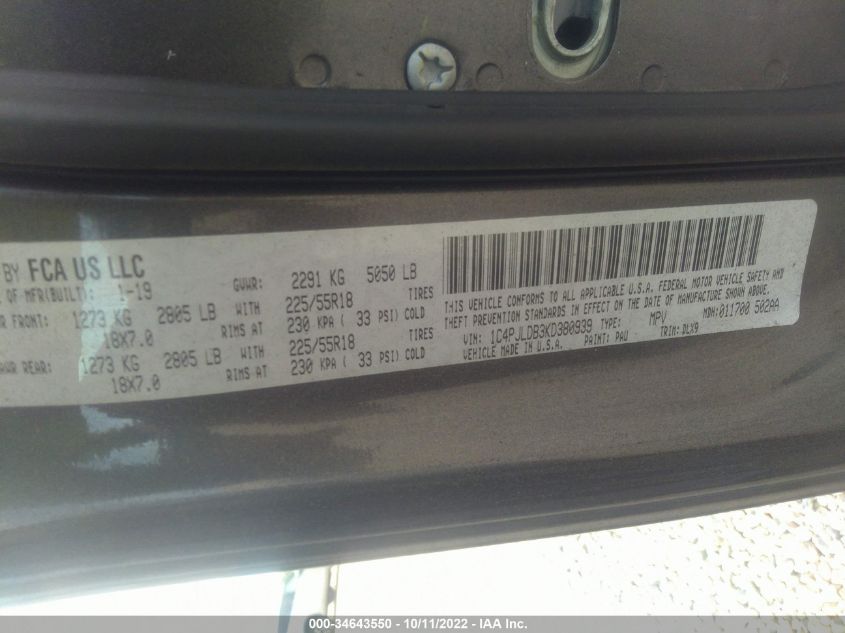 BY FCA US LLC
OF MFR(BUILT): 1-19 GVWR: 2291 KG 5050 LB
FRONT: 1273 KG 2805 LB WITH 225/55R18 TIRES
18X7.0 RIMS AT 230 KPA ( 33 PSI) COLD
REAR: 1273 KG 2805 LB WITH 225/55R18 TIRES
18X7.0 RIMS AT 230 KPA ( 33 PSI) COLD
THIS VEHICLE CONFORMS TO ALL APPLICABLE U.S.A. FEDERAL MOTOR VEHICLE SAFETY AND
THEFT PREVENTION STANDARDS IN EFFECT ON THE DATE OF MANUFACTURE SHOWN ABOVE.
VIN: 1C4PJLDB3KD380939 TYPE: MPV MDH:011700 502AA
VEHICLE MADE IN U.S.A. PAINT: PAU TRIM: DLX9
000-34643550 - 10/11/2022 - IAA Inc.